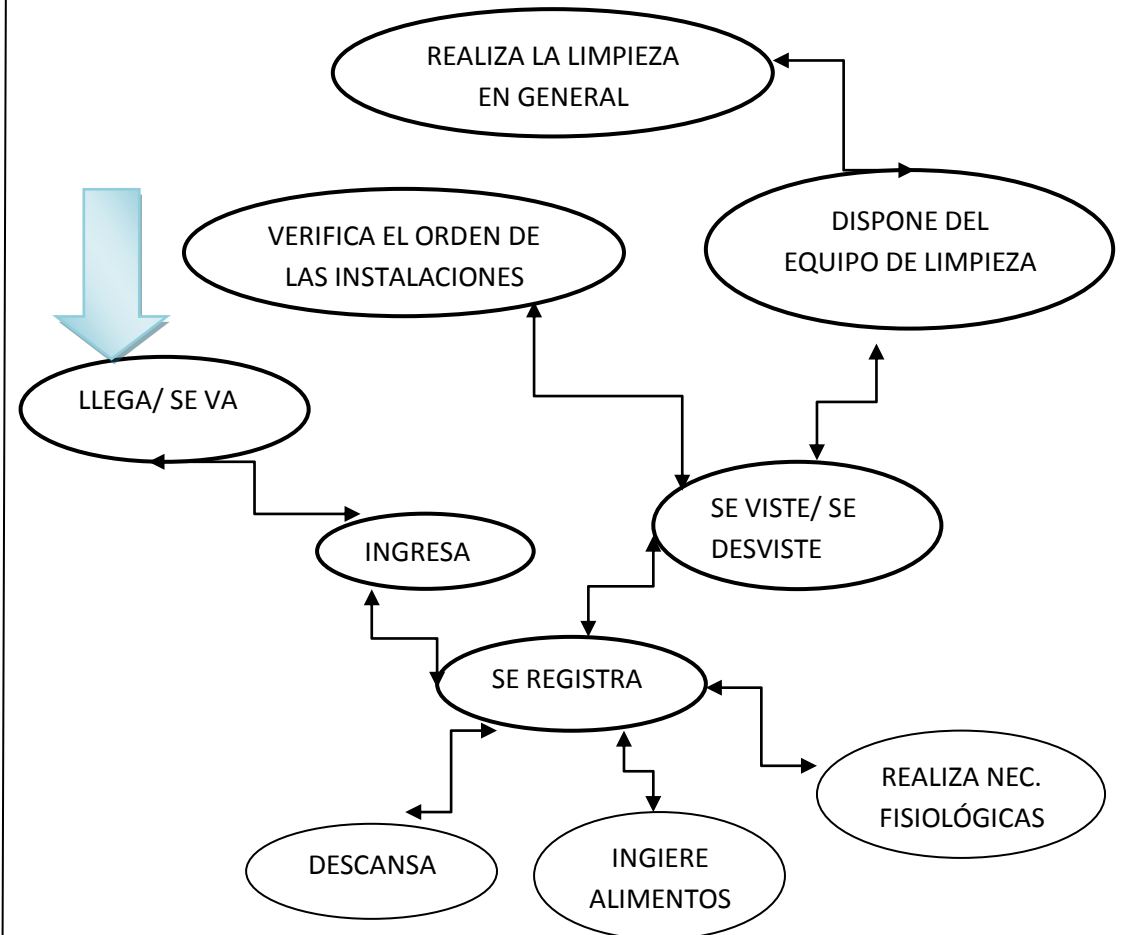 REALIZA LA LIMPIEZA
EN GENERAL
DISPONE DEL
EQUIPO DE LIMPIEZA
VERIFICA EL ORDEN DE
LAS INSTALACIONES
LLEGA/ SE VA
SE VISTE/ SE
DESVISTE
INGRESA
SE REGISTRA
REALIZA NEC.
FISIOLÓGICAS
DESCANSA
INGIERE
ALIMENTOS